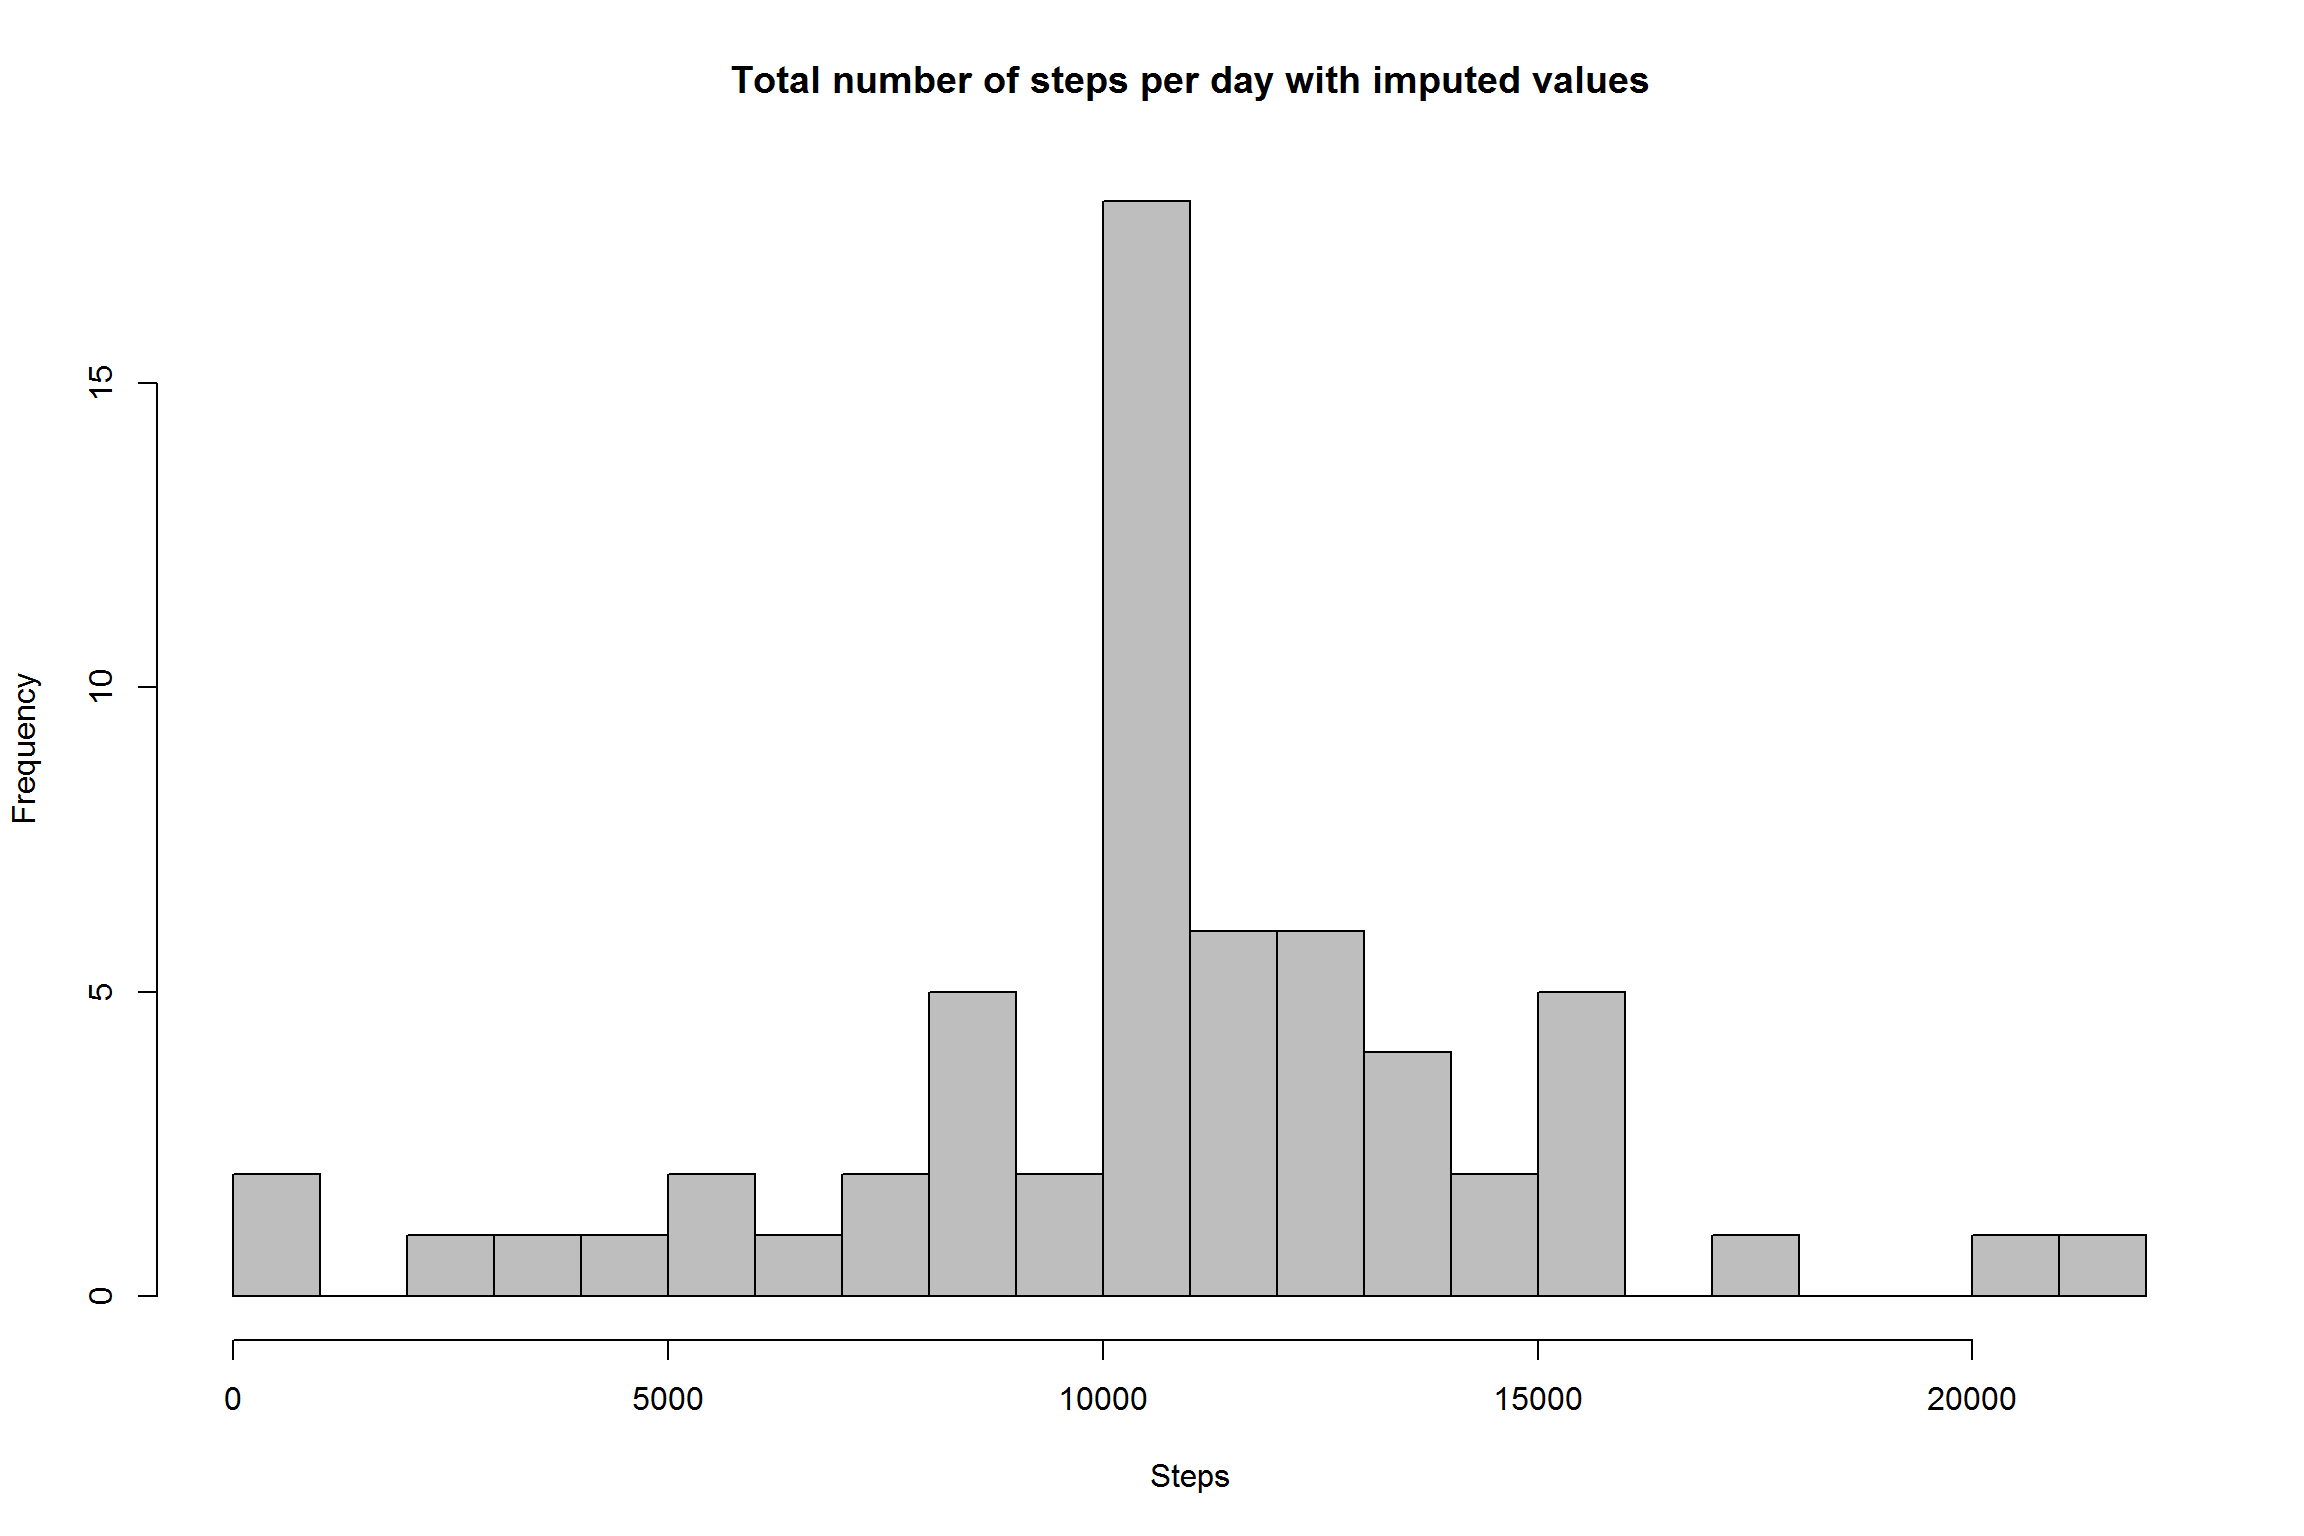 Total number of steps per day with imputed values
15
10
5
0
Frequency
0 5000 10000 15000 20000
Steps